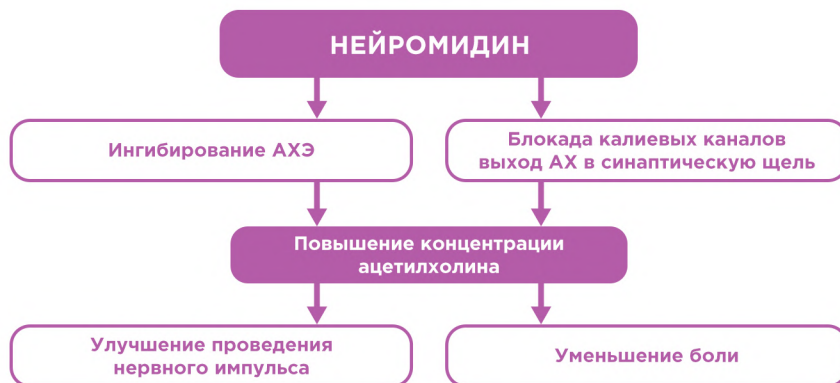 НЕЙРОМИДИН
Ингибирование АХЭ
Блокада калиевых каналов
выход АХ в синаптическую щель
Повышение концентрации
ацетилхолина
Улучшение проведения
нервного импульса
Уменьшение боли